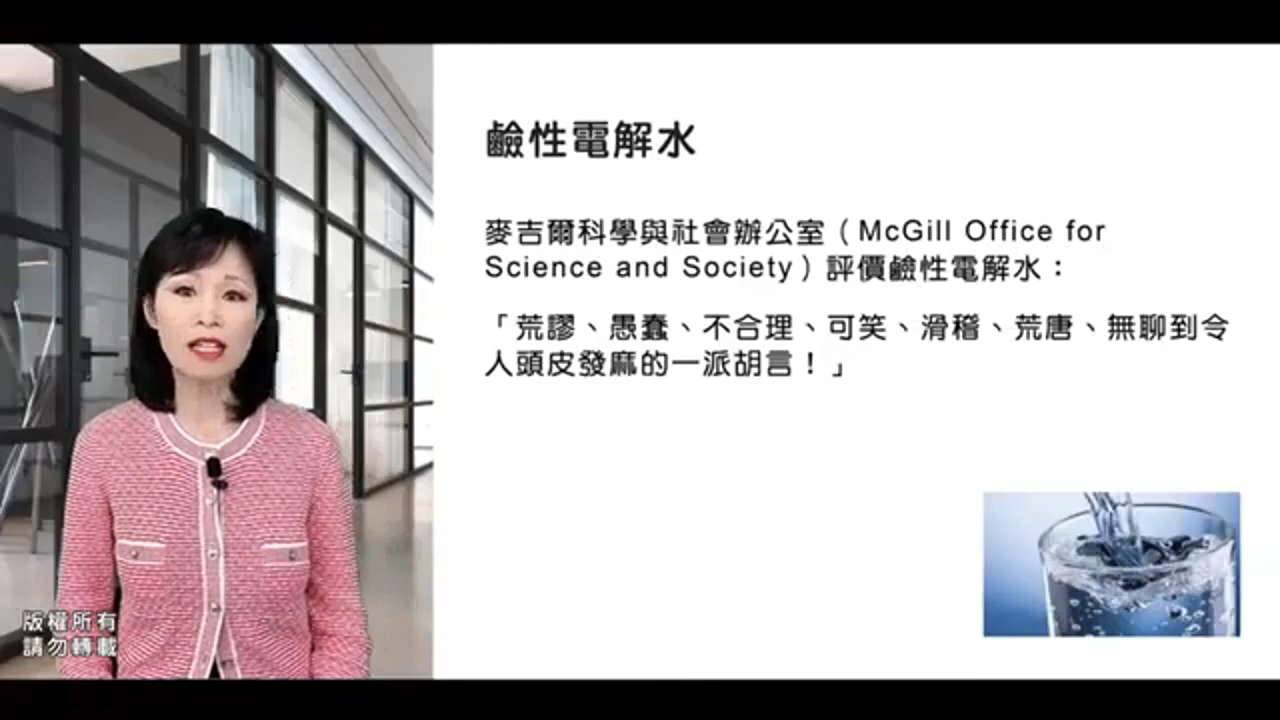 鹼性電解水
麥吉爾科學與社會辦公室（McGill Office for
Science and Society）評價鹼性電解水：
「荒謬、愚蠢、不合理、可笑、滑稽、荒唐、無聊到令
人頭皮發麻的一派胡言！」
版權所有
請勿轉載